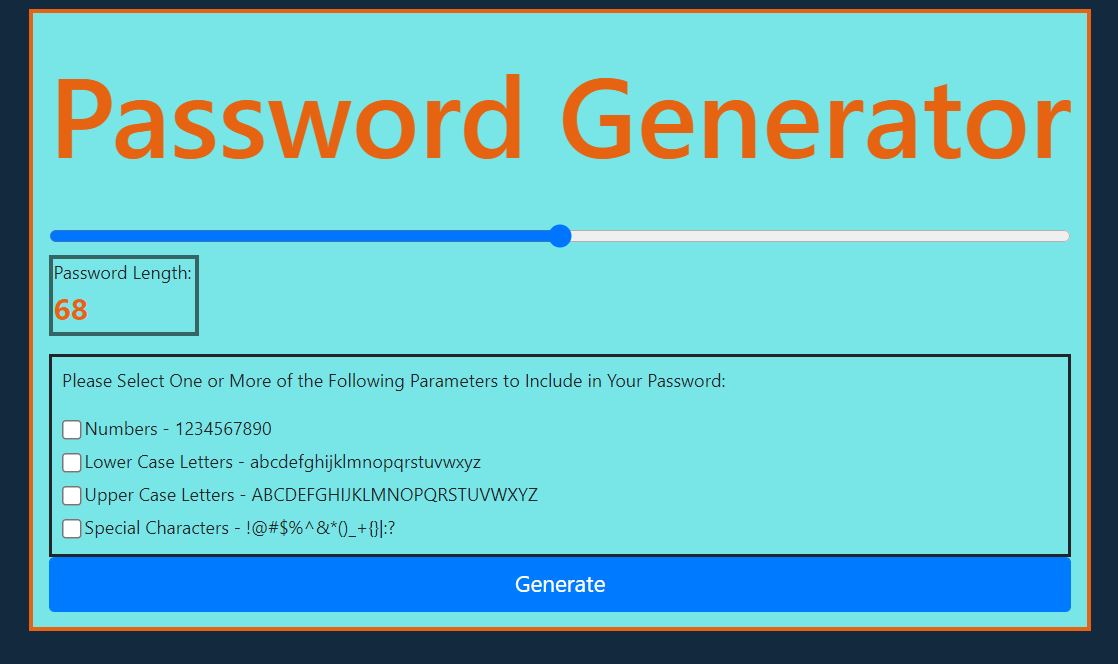 Password Generator
Password Length:
68
Please Select One or More of the Following Parameters to Include in Your Password:
Numbers - 1234567890
Lower Case Letters - abcdefghijklmnopqrstuvwxyz
Upper Case Letters - ABCDEFGHIJKLMNOPQRSTUVWXYZ
Special Characters - !@#$%^&*()_+{}|:?
Generate